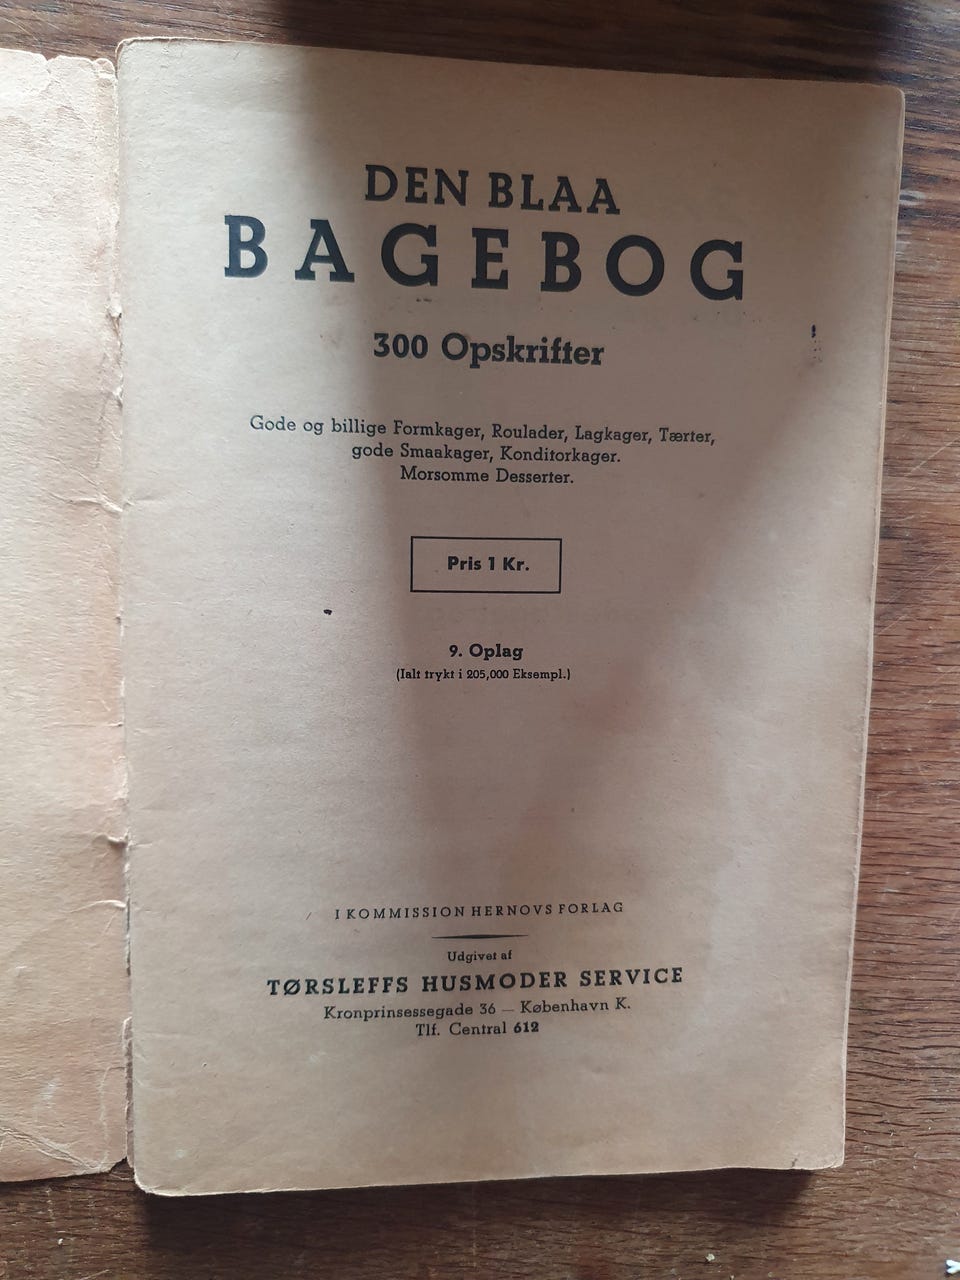 DEN BLAA
BAGEBOG
300 Opskrifter
Gode og billige Formkager, Roulader, Lagkager, Tærter,
gode Smaakager, Konditorkager.
Morsomme Desserter.
Pris 1 Kr.
9. Oplag
(Ialt trykt i 205,000 Eksempl.)
I KOMMISSION HERNOVS FORLAG
Udgivet af
TØRSLEFFS HUSMODER SERVICE
Kronprinsessegade 36 — København K.
Tlf. Central 612